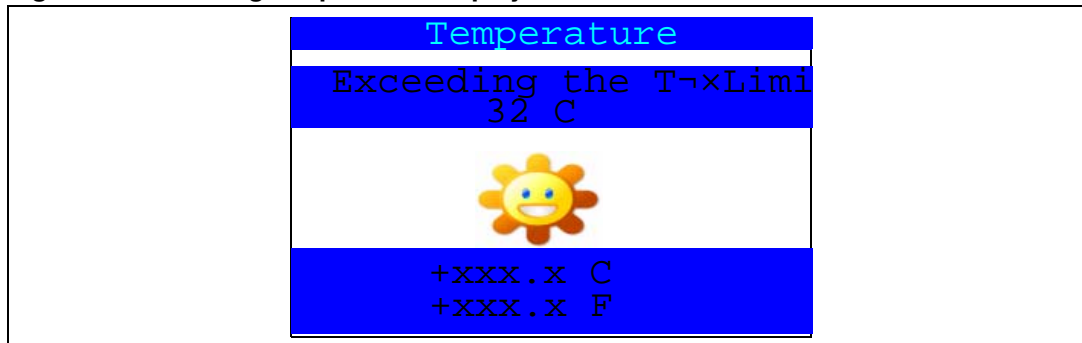 Temperature
Exceeding the T¬×Limi
32 C
+xxx.x C
+xxx.x F